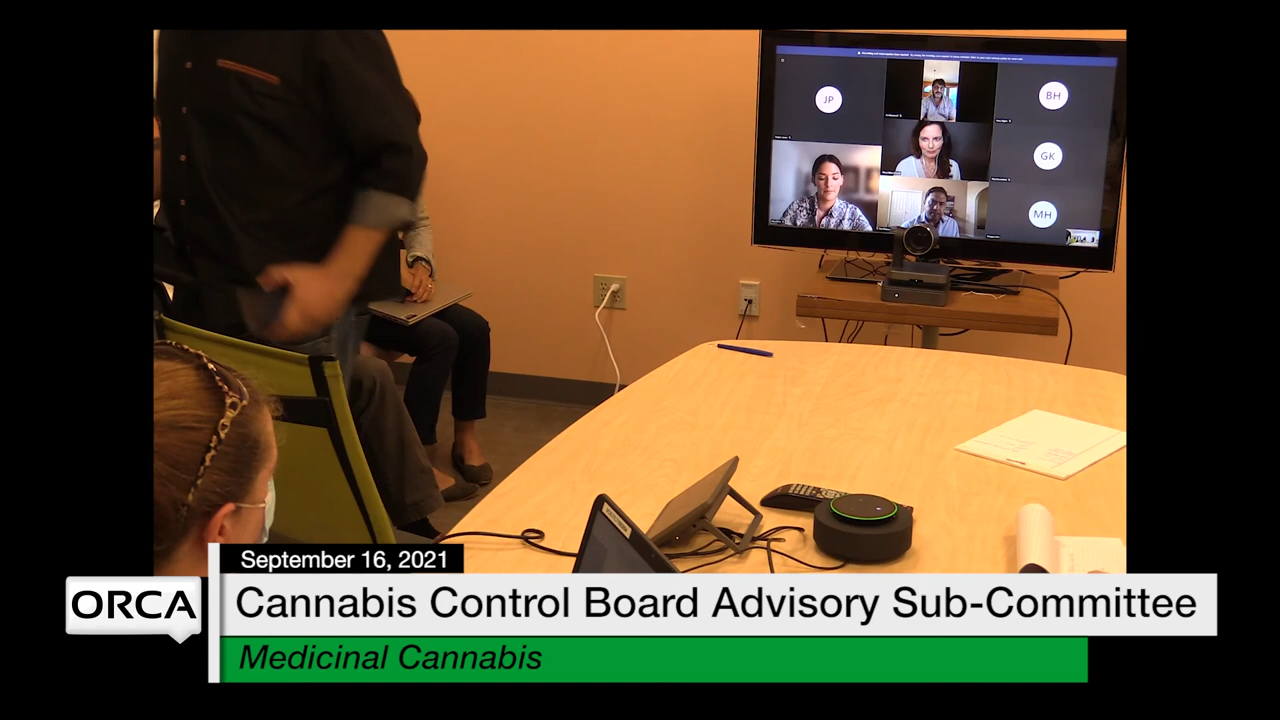 JP
BH
GK
MH
September 16, 2021
ORCA
Cannabis Control Board Advisory Sub-Committee
Medicinal Cannabis